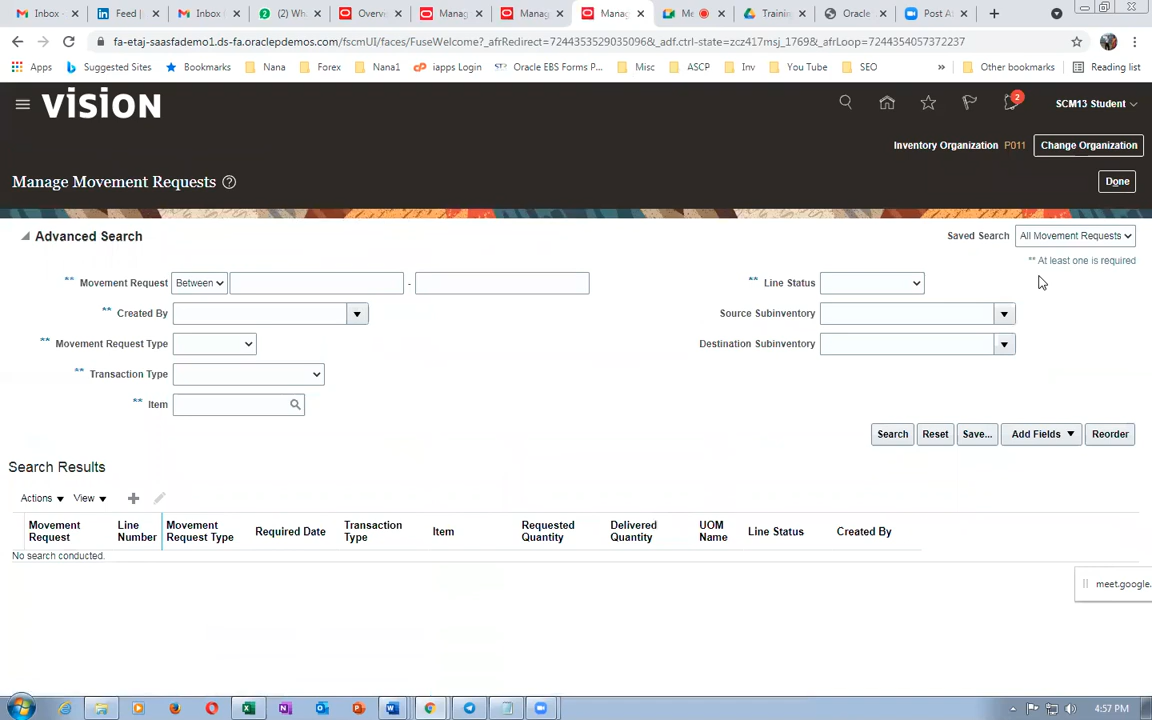 Inbox -
Feed |
Inbox
(2) Wh
Overv
Manag
Manag
Manag
Me
Trainin
Oracle
Post At
fa-etaj-saasfademo1.ds-fa.oraclepdemos.com/fscmUI/faces/FuseWelcome?_afrRedirect=7244353529035096&_adf.ctrl-state=zcz417msj_1769&_afrLoop=7244354057372237
Apps
Suggested Sites
Bookmarks
Nana
Forex
Nana1
iapps Login
Oracle EBS Forms P...
Misc
ASCP
Inv
You Tube
SEO
»
Other bookmarks
Reading list
VISION
2
SCM13 Student
Inventory Organization P011 Change Organization
Manage Movement Requests
Done
Advanced Search
Saved Search All Movement Requests
** At least one is required
** Movement Request Between -
** Line Status
** Created By
Source Subinventory
** Movement Request Type
Destination Subinventory
** Transaction Type
** Item
Search Reset Save... Add Fields Reorder
Search Results
Actions View
Movement Request
Line Number
Movement Request Type
Required Date
Transaction Type
Item
Requested Quantity
Delivered Quantity
UOM Name
Line Status
Created By
No search conducted.
meet.google.
4:57 PM